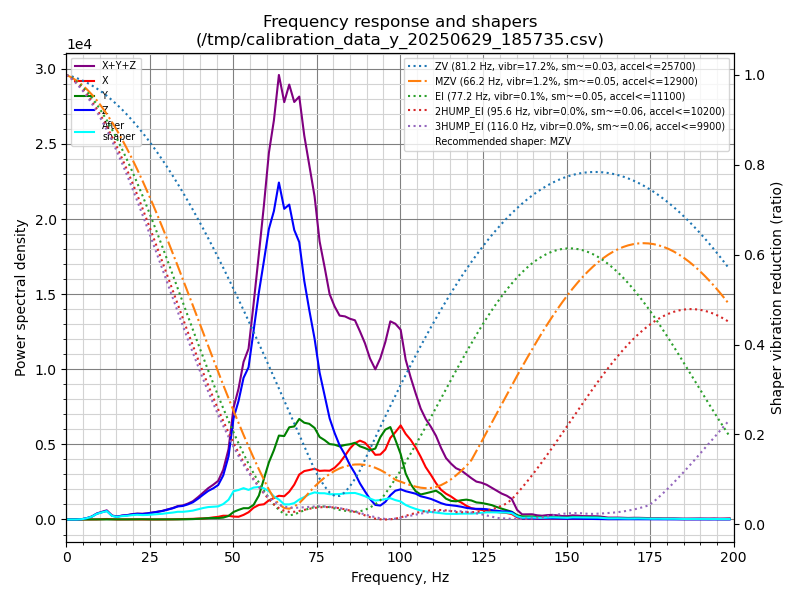 Frequency response and shapers
(/tmp/calibration_data_y_20250629_185735.csv)
1e4
X+Y+Z
X
Y
Z
After
shaper
ZV (81.2 Hz, vibr=17.2%, sm~=0.03, accel<=25700)
MZV (66.2 Hz, vibr=1.2%, sm~=0.05, accel<=12900)
EI (77.2 Hz, vibr=0.1%, sm~=0.05, accel<=11100)
2HUMP_EI (95.6 Hz, vibr=0.0%, sm~=0.06, accel<=10200)
3HUMP_EI (116.0 Hz, vibr=0.0%, sm~=0.06, accel<=9900)
Recommended shaper: MZV
3.0
2.5
2.0
1.5
1.0
0.5
0.0
Power spectral density
1.0
0.8
0.6
0.4
0.2
0.0
Shaper vibration reduction (ratio)
0 25 50 75 100 125 150 175 200
Frequency, Hz